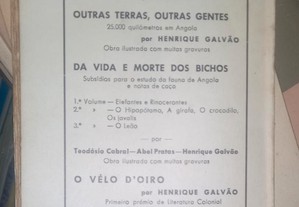 OUTRAS TERRAS, OUTRAS GENTES
25.000 quilómetros em Angola
por HENRIQUE GALVÃO
Obra ilustrada com muitas gravuras
DA VIDA E MORTE DOS BICHOS
Subsídios para o estudo da fauna de Angola
e notas de caça
1.º Volume — Elefantes e Rinocerontes
2.º » — O Hipopótamo, A girafa, O crocodilo,
Os javalis
3.º » — O Leão
— por —
Teodósio Cabral—Abel Pratas—Henrique Galvão
Obra ilustrada com muitas gravuras
O VÉLO D'OIRO
por HENRIQUE GALVÃO
Primeiro prémio de Literatura Colonial